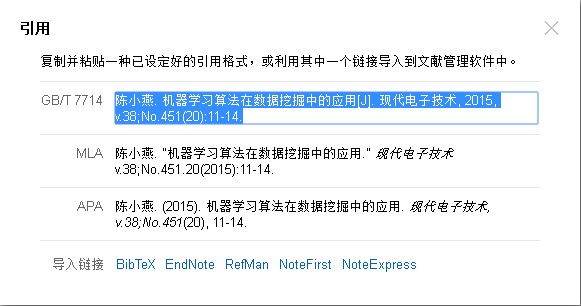 引用
复制并粘贴一种已设定好的引用格式，或利用其中一个链接导入到文献管理软件中。
GB/T 7714 陈小燕. 机器学习算法在数据挖掘中的应用[J]. 现代电子技术, 2015,
v.38;No.451(20):11-14.
MLA 陈小燕. "机器学习算法在数据挖掘中的应用." 现代电子技术
v.38;No.451.20(2015):11-14.
APA 陈小燕. (2015). 机器学习算法在数据挖掘中的应用. 现代电子技术,
v.38;No.451(20), 11-14.
导入链接 BibTeX EndNote RefMan NoteFirst NoteExpress